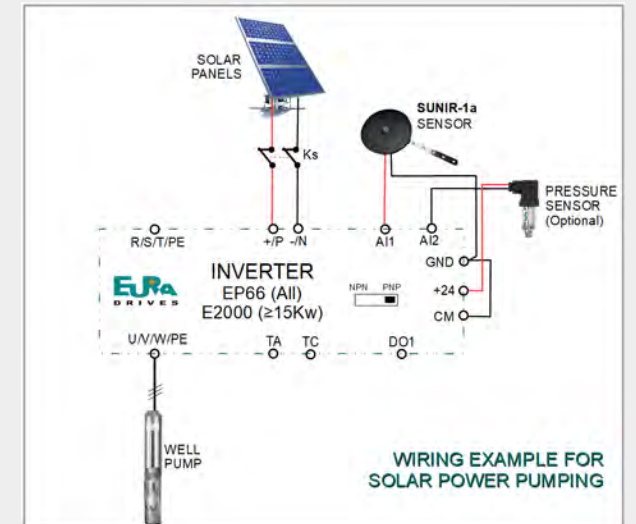 SOLAR
PANELS
SUNIR-1a
SENSOR
Ks
PRESSURE
SENSOR
(Optional)
R/S/T/PE
+/P -/N
AI1
AI2
GND
INVERTER
EP66 (All)
E2000 (≥15Kw)
EURA
DRIVES
NPN PNP
+24
CM
U/V/W/PE
TA
TC
DO1
WELL
PUMP
WIRING EXAMPLE FOR
SOLAR POWER PUMPING